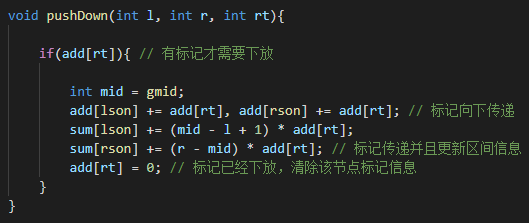 void pushDown(int l, int r, int rt){
if(add[rt]){ // 有标记才需要下放
int mid = gmid;
add[lson] += add[rt], add[rson] += add[rt]; // 标记向下传递
sum[lson] += (mid - l + 1) * add[rt];
sum[rson] += (r - mid) * add[rt]; // 标记传递并且更新区间信息
add[rt] = 0; // 标记已经下放，清除该节点标记信息
}
}